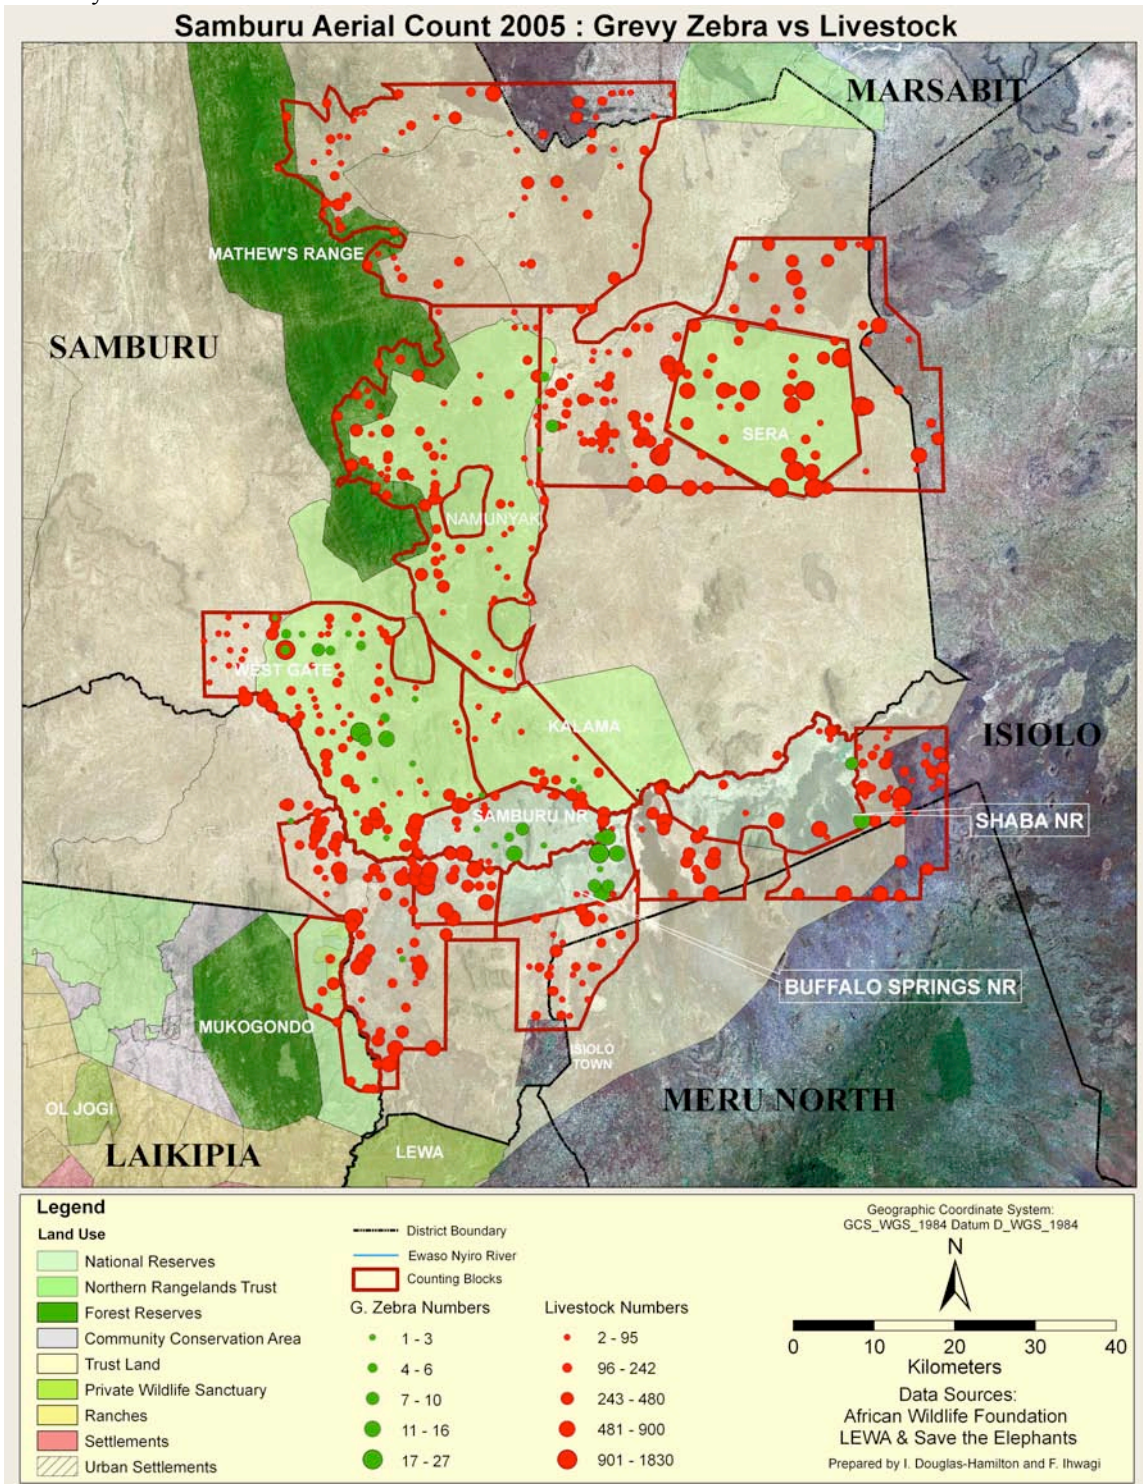 Samburu Aerial Count 2005 : Grevy Zebra vs Livestock
MARSABIT
MATHEW'S RANGE
SAMBURU
SERA
NAMUNYAK
WEST GATE
KALAMA
ISIOLO
SAMBURU NR
SHABA NR
BUFFALO SPRINGS NR
MUKOGONDO
ISIOLO
TOWN
OL JOGI
MERU NORTH
LAIKIPIA
LEWA
Legend
Land Use
National Reserves
Northern Rangelands Trust
Forest Reserves
Community Conservation Area
Trust Land
Private Wildlife Sanctuary
Ranches
Settlements
Urban Settlements
District Boundary
Ewaso Nyiro River
Counting Blocks
G. Zebra Numbers
1 - 3
4 - 6
7 - 10
11 - 16
17 - 27
Livestock Numbers
2 - 95
96 - 242
243 - 480
481 - 900
901 - 1830
Geographic Coordinate System:
GCS_WGS_1984 Datum D_WGS_1984
N
0 10 20 30 40
Kilometers
Data Sources:
African Wildlife Foundation
LEWA & Save the Elephants
Prepared by I. Douglas-Hamilton and F. Ihwagi